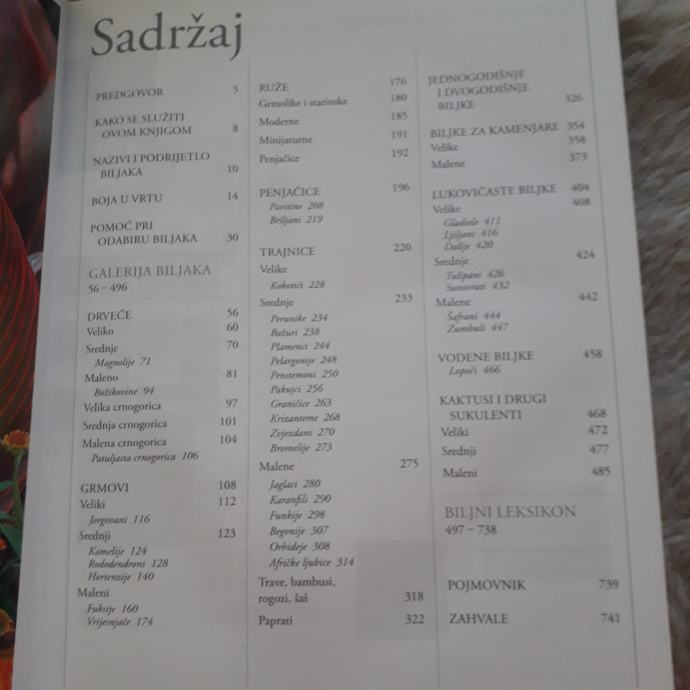 Sadržaj
PREDGOVOR 5
KAKO SE SLUŽITI
OVOM KNJIGOM 8
NAZIVI I PODRIJETLO
BILJAKA 10
BOJA U VRTU 14
POMOĆ PRI
ODABIRU BILJAKA 30
GALERIJA BILJAKA
56 – 496
DRVEĆE 56
Veliko 60
Srednje 70
Magnolije 71
Maleno 81
Božikovine 94
Velika crnogorica 97
Srednja crnogorica 101
Malena crnogorica 104
Patuljasta crnogorica 106
GRMOVI 108
Veliki 112
Jorgovani 116
Srednji 123
Kamelije 124
Rododendroni 128
Hortenzije 140
Maleni
Fuksije 160
Vrijesnjače 174
RUŽE 176
Grmolike i starinske 180
Moderne 185
Minijaturne 191
Penjačice 192
PENJAČICE 196
Pavitine 208
Bršljani 219
TRAJNICE 220
Velike
Kokotići 228
Srednje 233
Perunike 234
Božuri 238
Plamenci 244
Pelargonije 248
Penstemoni 250
Pakujci 256
Graničice 263
Krizanteme 268
Zvjezdani 270
Bromelije 273
Malene 275
Jaglaci 280
Karanfili 290
Funkije 298
Begonije 307
Orhideje 308
Afričke ljubice 314
Trave, bambusi,
rogozi, šaš 318
Paprati 322
JEDNOGODIŠNJE
I DVOGODIŠNJE
BILJKE 326
BILJKE ZA KAMENJARE 354
Velike 358
Malene 373
LUKOVIČASTE BILJKE 404
Velike 408
Gladiole 411
Ljiljani 416
Dalije 420
Srednje 424
Tulipani 426
Sunovrati 432
Malene 442
Šafrani 444
Zumbuli 447
VODENE BILJKE 458
Lopoči 466
KAKTUSI I DRUGI
SUKULENTI 468
Veliki 472
Srednji 477
Maleni 485
BILJNI LEKSIKON
497 – 738
POJMOVNIK 739
ZAHVALE 741